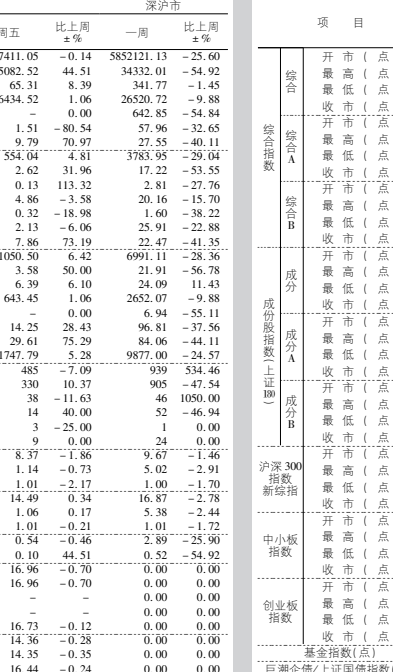 深沪市
周五 比上周 ±% 一周 比上周 ±%
7411.05 －0.14 5852121.13 －25.60
5082.52 44.51 34332.01 －54.92
65.31 8.39 341.77 －1.45
6434.52 1.06 26520.72 －9.88
－ 0.00 642.85 －54.84
1.51 －80.54 57.96 －32.65
9.79 70.97 27.55 －40.11
554.04 4.81 3783.95 －29.04
2.62 31.96 17.22 －53.55
0.13 113.32 2.81 －27.76
4.86 －3.58 20.16 －15.70
0.32 －18.98 1.60 －38.22
2.13 －6.06 25.91 －22.88
7.86 73.19 22.47 －41.35
1050.50 6.42 6991.11 －28.36
3.58 50.00 21.91 －56.78
6.39 6.10 24.09 11.43
643.45 1.06 2652.07 －9.88
－ 0.00 6.94 －55.11
14.25 28.43 96.81 －37.56
29.61 75.29 84.06 －44.11
1747.79 5.28 9877.00 －24.57
485 －7.09 939 534.46
330 10.37 905 －47.54
38 －11.63 46 1050.00
14 40.00 52 －46.94
3 －25.00 1 0.00
9 0.00 24 0.00
8.37 －1.86 9.67 －1.46
1.14 －0.73 5.02 －2.91
1.01 －2.17 1.00 －1.70
14.49 0.34 16.87 －2.78
1.06 0.17 5.38 －2.44
1.01 －0.21 1.01 －1.72
0.54 －0.46 2.89 －25.90
0.10 44.51 0.52 －54.92
16.96 －0.70 0.00 0.00
16.96 －0.70 0.00 0.00
－ － 0.00 0.00
－ － 0.00 0.00
16.73 －0.12 0.00 0.00
14.36 －0.28 0.00 0.00
14.35 －0.35 0.00 0.00
16.44 －0.24 0.00 0.00
项 目
综合指数
综合
开 市 ( 点
最 高 ( 点
最 低 ( 点
收 市 ( 点
综合A
开 市 ( 点
最 高 ( 点
最 低 ( 点
收 市 ( 点
综合B
开 市 ( 点
最 高 ( 点
最 低 ( 点
收 市 ( 点
成份股指数(上证180)
成分
开 市 ( 点
最 高 ( 点
最 低 ( 点
收 市 ( 点
成分A
开 市 ( 点
最 高 ( 点
最 低 ( 点
收 市 ( 点
成分B
开 市 ( 点
最 高 ( 点
最 低 ( 点
收 市 ( 点
沪深300
指数
新综指
开 市 ( 点
最 高 ( 点
最 低 ( 点
收 市 ( 点
中小板
指数
开 市 ( 点
最 高 ( 点
最 低 ( 点
收 市 ( 点
创业板
指数
开 市 ( 点
最 高 ( 点
最 低 ( 点
收 市 ( 点
基金指数(点)
巨潮企债/上证国债指数(